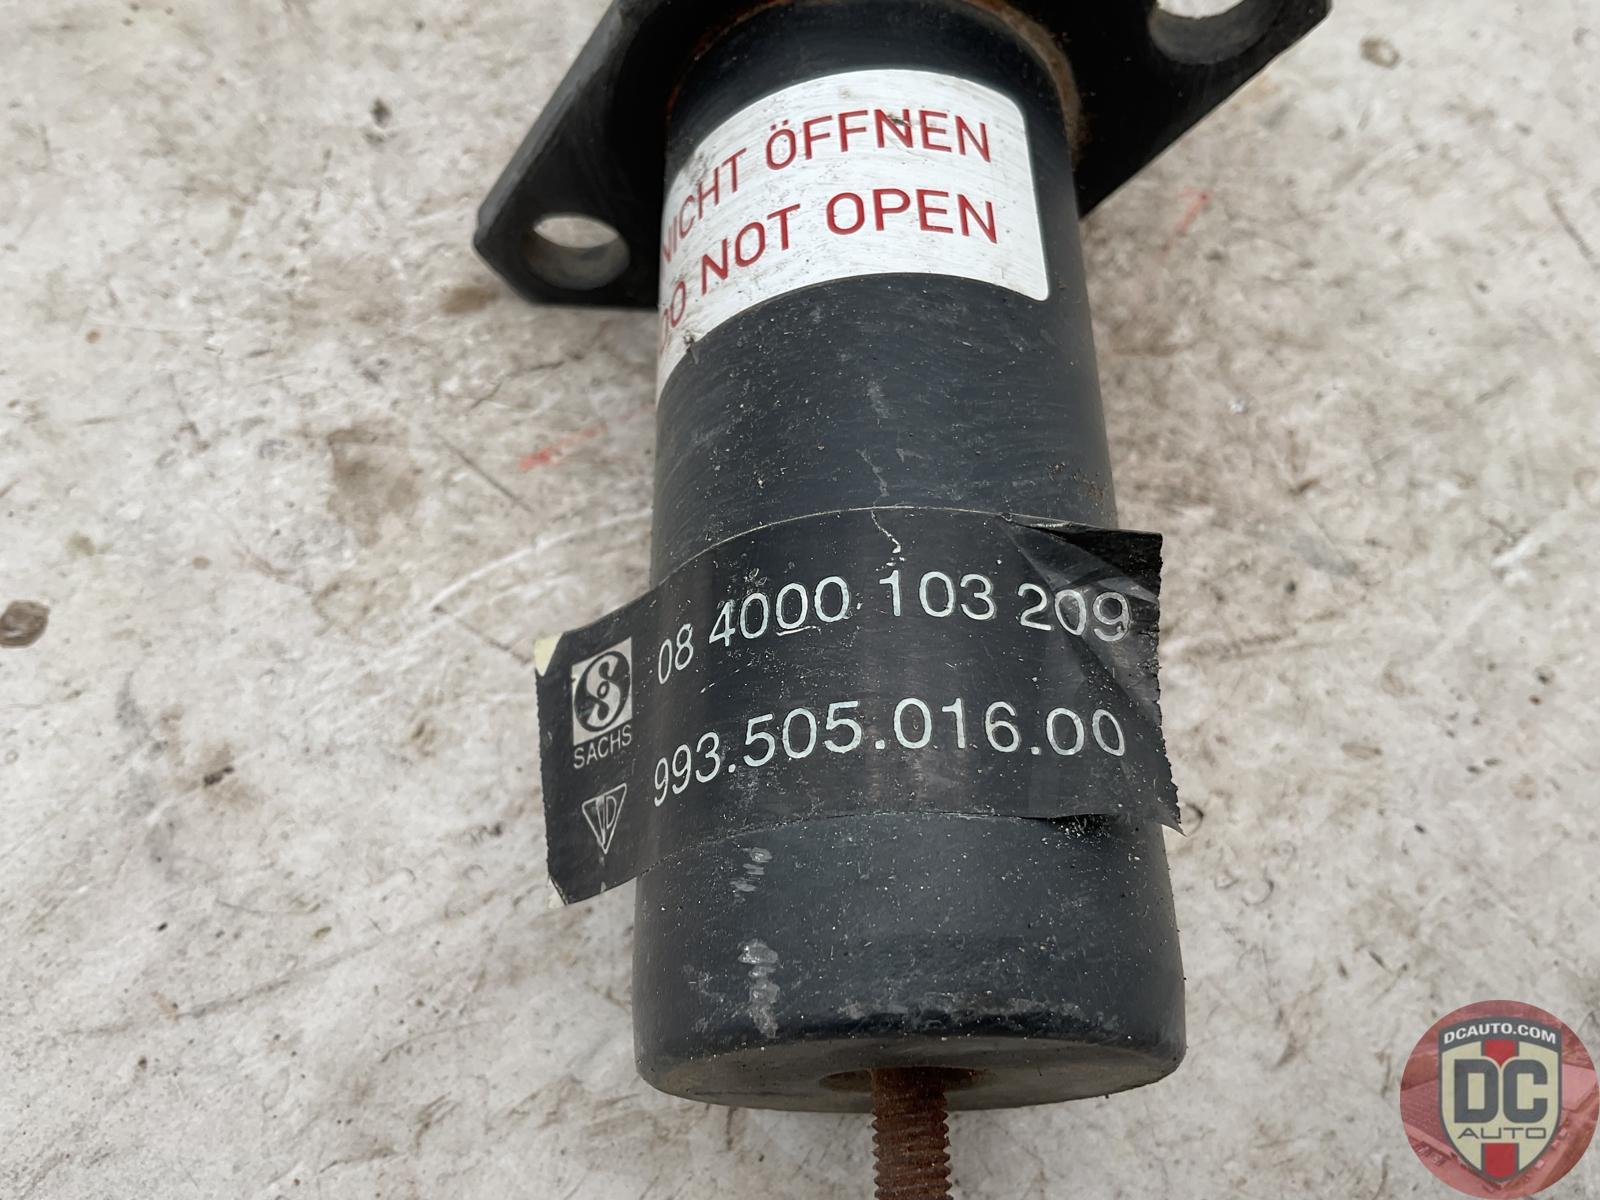 NICHT ÖFFNEN
DO NOT OPEN
08 4000 103 209
SACHS
993.505.016.00
DCAUTO.COM
DC
AUTO